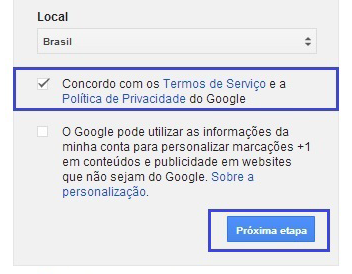 Local
Brasil
Concordo com os Termos de Serviço e a
Política de Privacidade do Google
O Google pode utilizar as informações da
minha conta para personalizar marcações +1
em conteúdos e publicidade em websites
que não sejam do Google. Sobre a
personalização.
Próxima etapa